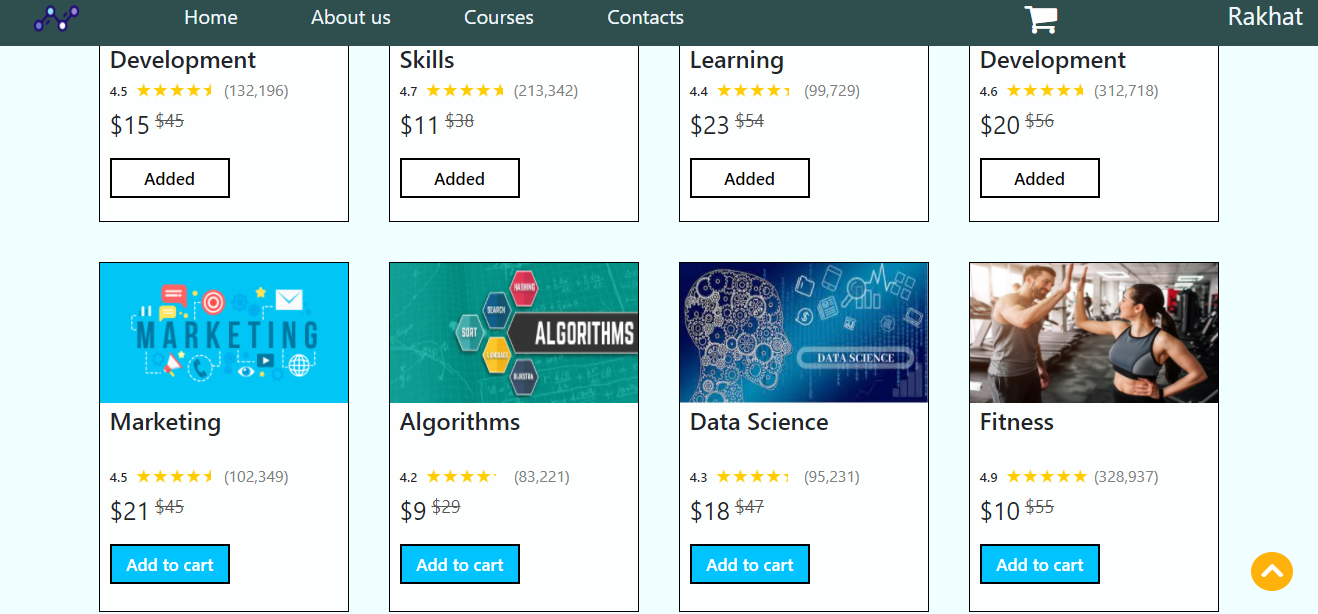 Home About us Courses Contacts Rakhat
Development Skills Learning Development
4.5 (132,196) 4.7 (213,342) 4.4 (99,729) 4.6 (312,718)
$15 $45 $11 $38 $23 $54 $20 $56
Added Added Added Added
MARKETING
HASHING
SEARCH
SORT
ALGORITHMS
LANGUAGE
DIJKSTRA
DATA SCIENCE
Marketing Algorithms Data Science Fitness
4.5 (102,349) 4.2 (83,221) 4.3 (95,231) 4.9 (328,937)
$21 $45 $9 $29 $18 $47 $10 $55
Add to cart Add to cart Add to cart Add to cart